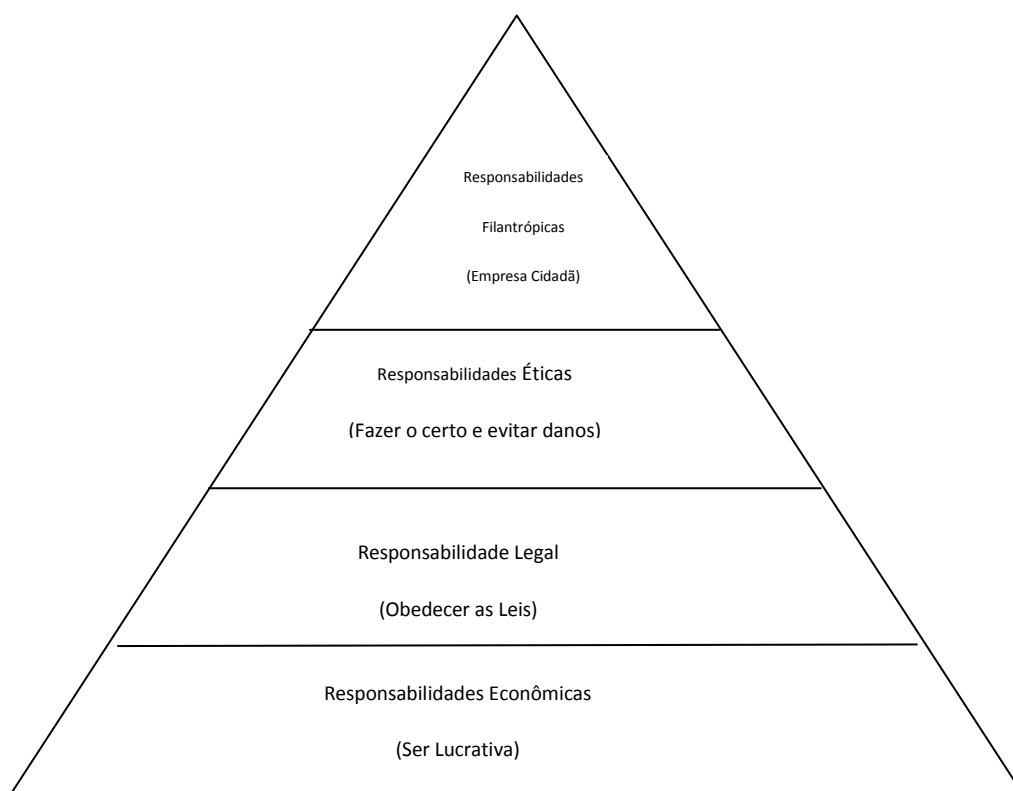 Responsabilidades
Filantrópicas
(Empresa Cidadã)
Responsabilidades Éticas
(Fazer o certo e evitar danos)
Responsabilidade Legal
(Obedecer as Leis)
Responsabilidades Econômicas
(Ser Lucrativa)